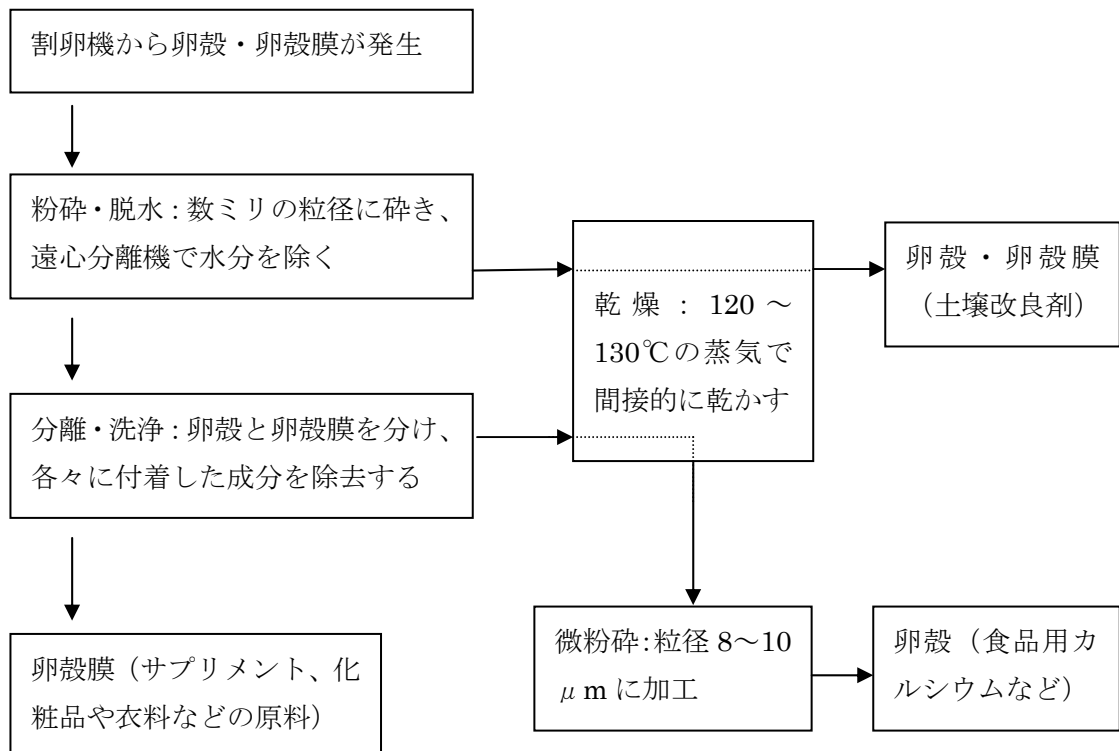 割卵機から卵殻・卵殻膜が発生
粉砕・脱水：数ミリの粒径に砕き、
遠心分離機で水分を除く
乾燥：120～
130℃の蒸気で
間接的に乾かす
卵殻・卵殻膜
（土壌改良剤）
分離・洗浄：卵殻と卵殻膜を分け、
各々に付着した成分を除去する
卵殻膜（サプリメント、化
粧品や衣料などの原料）
微粉砕：粒径 8～10
μm に加工
卵殻（食品用カ
ルシウムなど）